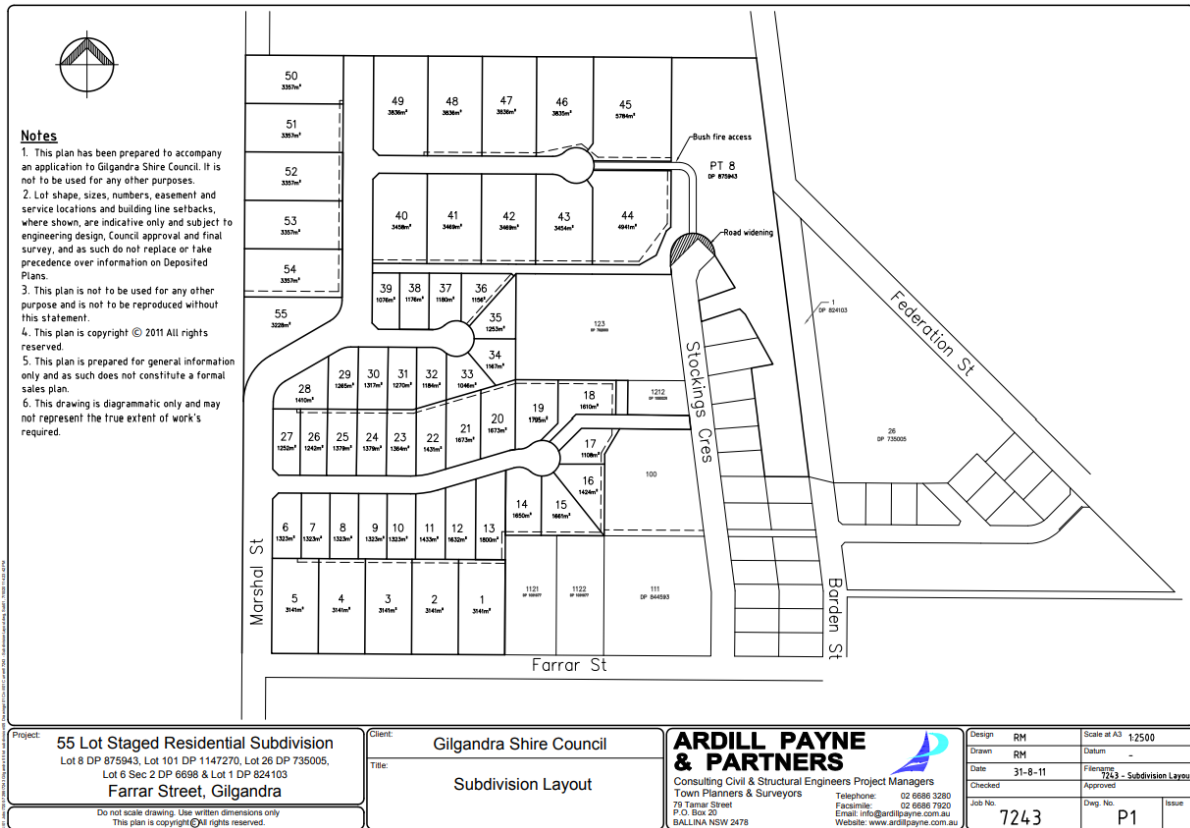 Notes
1. This plan has been prepared to accompany
an application to Gilgandra Shire Council. It is
not to be used for any other purposes.
2. Lot shape, sizes, numbers, easement and
service locations and building line setbacks,
where shown, are indicative only and subject to
engineering design, Council approval and final
survey, and as such do not replace or take
precedence over information on Deposited
Plans.
3. This plan is not to be used for any other
purpose and is not to be reproduced without
this statement.
4. This plan is copyright © 2011 All rights
reserved.
5. This plan is prepared for general information
only and as such does not constitute a formal
sales plan.
6. This drawing is diagrammatic only and may
not represent the true extent of work's
required.
50
3357m²
51
3357m²
52
3357m²
53
3357m²
54
3357m²
55
3228m²
49
3836m²
48
3836m²
47
3836m²
46
3835m²
45
5784m²
Bush fire access
PT 8
DP 875943
40
3458m²
41
3469m²
42
3469m²
43
3454m²
44
4941m²
Road widening
39
1076m²
38
1176m²
37
1180m²
36
1156
35
1253m²
34
1167m²
123
1
DP 824103
Federation St
Stockings Cres
28
1410m²
29
1265m²
30
1317m²
31
1270m²
32
1184m²
33
1046m²
27
1252m²
26
1242m²
25
1379m²
24
1379m²
23
1364m²
22
1431m²
21
1673m²
20
1673m²
19
1795m²
18
1610m²
1212
17
1108m²
16
1424m²
100
26
DP 735005
6
1323m²
7
1323m²
8
1323m²
9
1323m²
10
1323m²
11
1433m²
12
1632m²
13
1800m²
14
1650m²
15
1661m²
Marshal St
5
3141m²
4
3141m²
3
3141m²
2
3141m²
1
3141m²
1121
1122
111
DP 844593
Barden St
Farrar St
Project:
55 Lot Staged Residential Subdivision
Lot 8 DP 875943, Lot 101 DP 1147270, Lot 26 DP 735005,
Lot 6 Sec 2 DP 6698 & Lot 1 DP 824103
Farrar Street, Gilgandra
Do not scale drawing. Use written dimensions only
This plan is copyright © All rights reserved.
Client:
Gilgandra Shire Council
Title:
Subdivision Layout
ARDILL PAYNE
& PARTNERS
Consulting Civil & Structural Engineers Project Managers
Town Planners & Surveyors
79 Tamar Street
P.O. Box 20
BALLINA NSW 2478
Telephone: 02 6686 3280
Facsimile: 02 6686 7920
Email: info@ardillpayne.com.au
Website: www.ardillpayne.com.au
Design RM
Scale at A3 1:2500
Drawn RM
Datum -
Date 31-8-11
Filename
7243 - Subdivision Layou
Checked
Approved
Job No. 7243
Dwg. No. P1
Issue